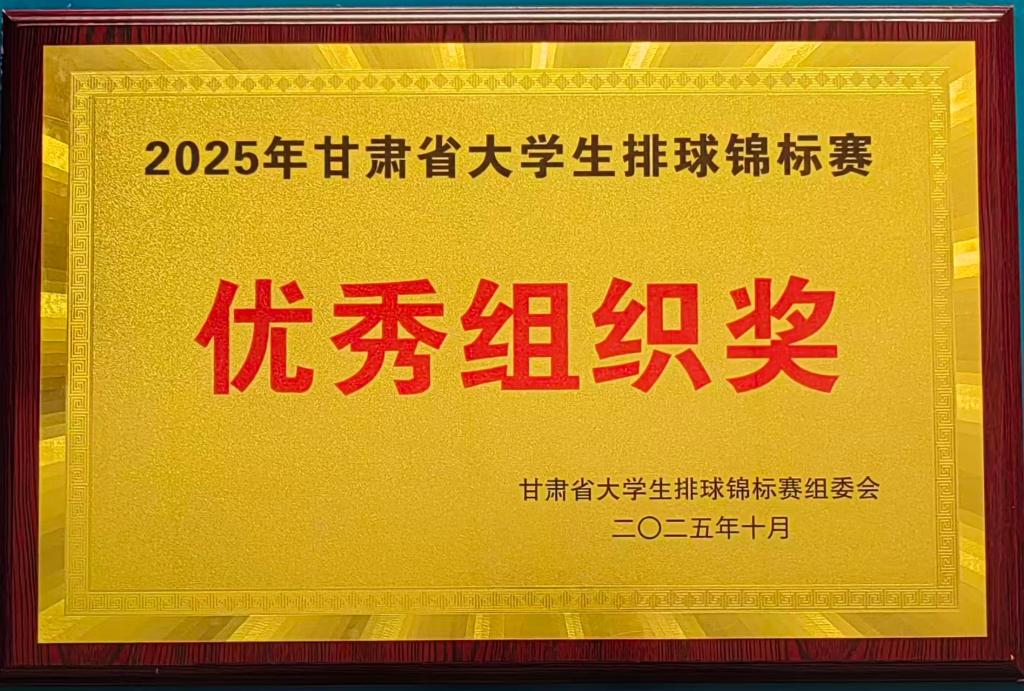 2025年甘肃省大学生排球锦标赛
优秀组织奖
甘肃省大学生排球锦标赛组委会
二〇二五年十月